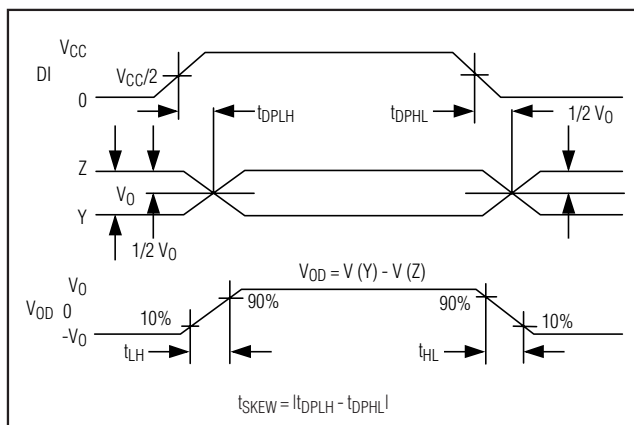 VCC
DI
VCC/2
0
tDPLH
tDPHL
1/2 VO
Z
VO
Y
1/2 VO
VOD = V (Y) - V (Z)
VO
90%
90%
VOD 0
10%
10%
-VO
tLH
tHL
tSKEW = |tDPLH - tDPHL|